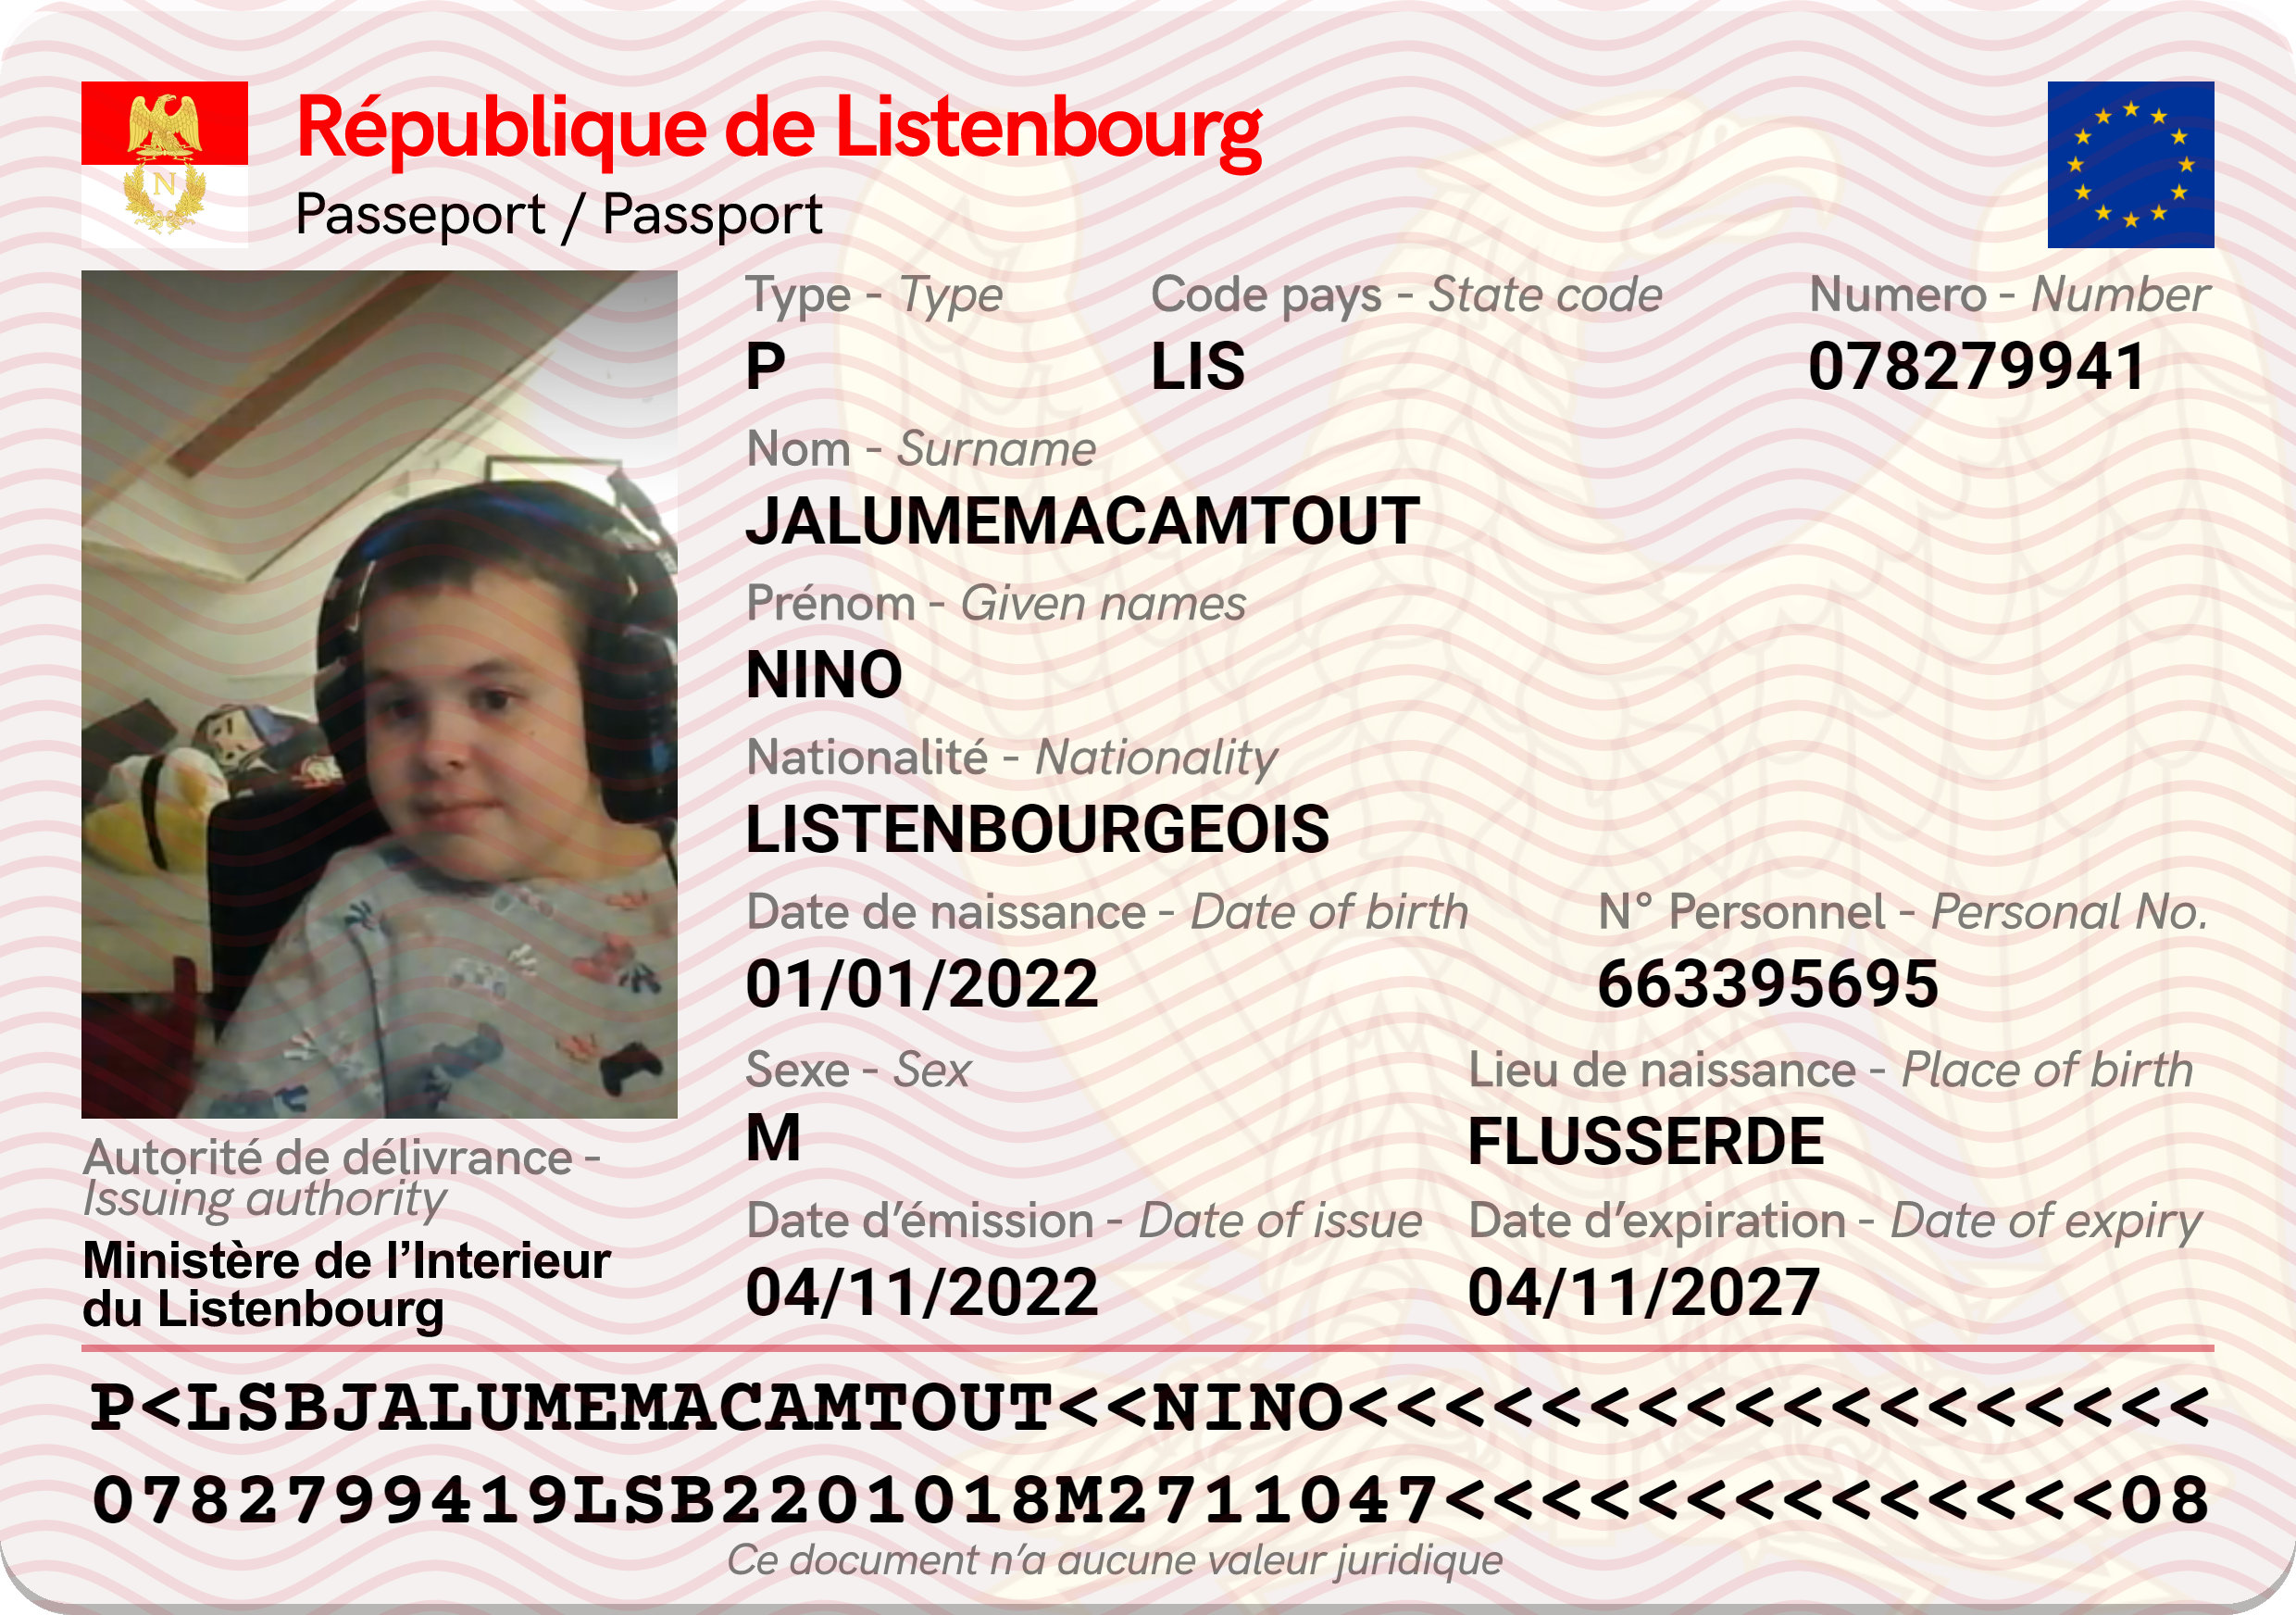 République de Listenbourg
Passeport / Passport
N
Type - Type
Code pays - State code
Numero - Number
P
LIS
078279941
Nom - Surname
JALUMEMACAMTOUT
Prénom - Given names
NINO
Nationalité - Nationality
LISTENBOURGEOIS
Date de naissance - Date of birth
N° Personnel - Personal No.
01/01/2022
663395695
Sexe - Sex
Lieu de naissance - Place of birth
M
FLUSSERDE
Autorité de délivrance -
Issuing authority
Ministère de l’Interieur
du Listenbourg
Date d’émission - Date of issue
Date d’expiration - Date of expiry
04/11/2022
04/11/2027
P<LSBJALUMEMACAMTOUT<<NINO<<<<<<<<<<<<<<<<<<
0782799419LSB2201018M2711047<<<<<<<<<<<<<<08
Ce document n’a aucune valeur juridique